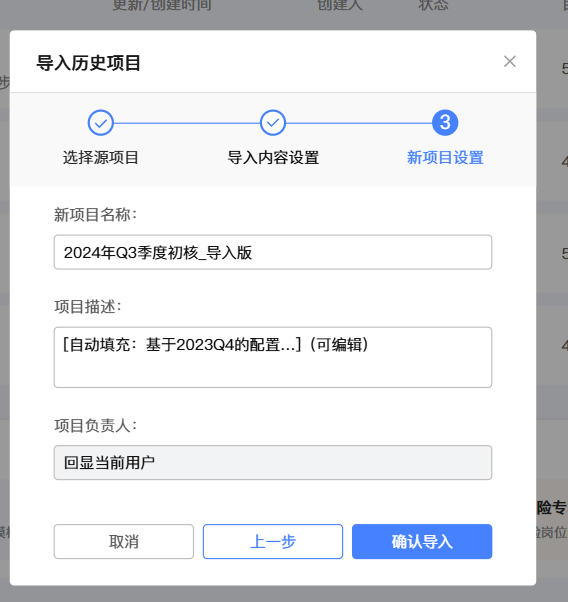 更新/创建时间 创建人 状态
导入历史项目
3
选择源项目 导入内容设置 新项目设置
新项目名称：
2024年Q3季度初核_导入版
项目描述：
[自动填充：基于2023Q4的配置...]（可编辑）
项目负责人：
回显当前用户
险专
取消 上一步 确认导入
岗位